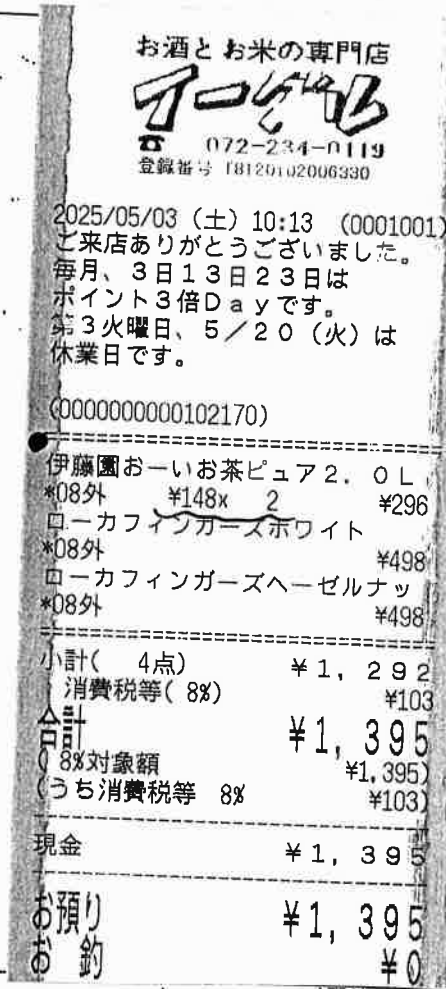 お酒とお米の専門店
☎ 072-234-0119
登録番号 T8120102006330
2025/05/03 (土) 10:13 (0001001)
ご来店ありがとうございました。
毎月、3日13日23日は
ポイント3倍Dayです。
第3火曜日、5/20(火)は
休業日です。
(0000000000102170)
伊藤園おーいお茶ピュア2.0L
*08外 ¥148x 2 ¥296
ローカフィンガーズホワイト
*08外 ¥498
ローカフィンガーズヘーゼルナッ
*08外 ¥498
小計( 4点) ¥1,292
消費税等( 8%) ¥103
合計 ¥1,395
( 8%対象額 ¥1,395)
(うち消費税等 8% ¥103)
現金 ¥1,395
お預り ¥1,395
お 釣 ¥0